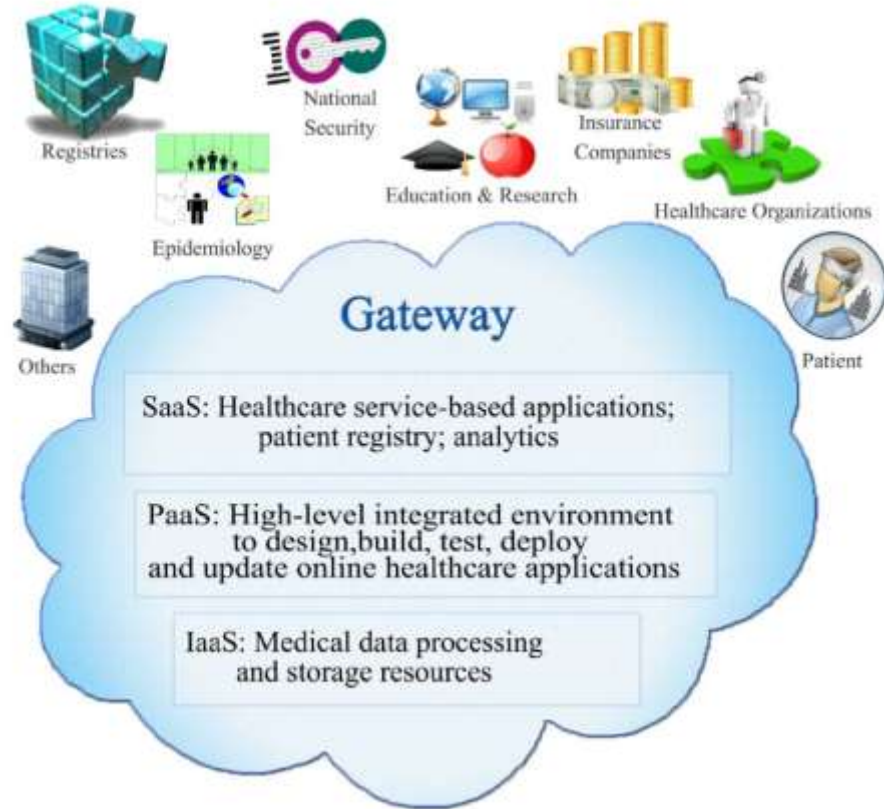 Registries
National
Security
Insurance
Companies
Education & Research
Healthcare Organizations
Epidemiology
Others
Patient
Gateway
SaaS: Healthcare service-based applications;
patient registry; analytics
PaaS: High-level integrated environment
to design,build, test, deploy
and update online healthcare applications
IaaS: Medical data processing
and storage resources